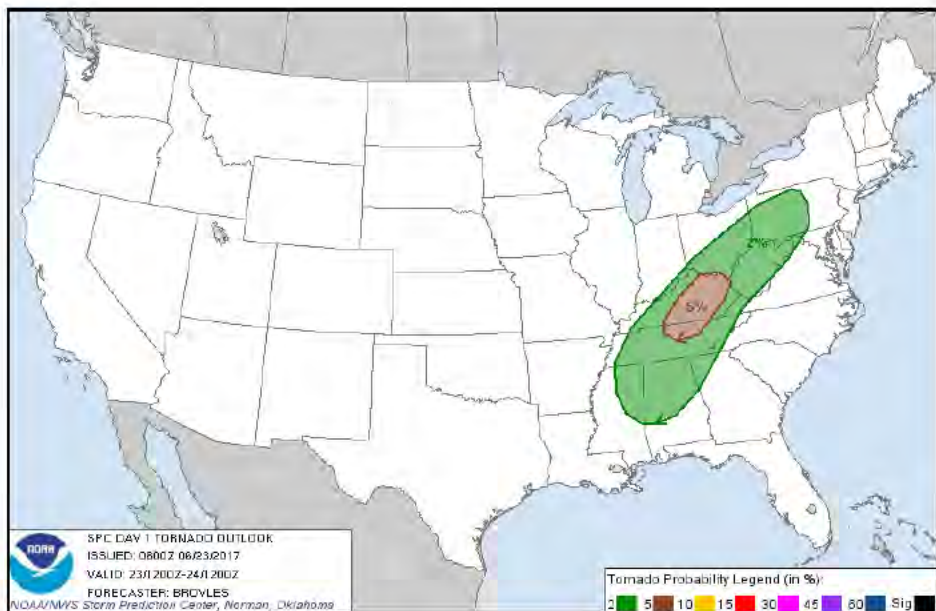 2%
5%
NOAA
SPC DAY 1 TORNADO OUTLOOK
ISSUED: 0600Z 06/23/2017
VALID: 23/1200Z-24/1200Z
FORECASTER: BROYLES
NOAA/NWS Storm Prediction Center, Norman, Oklahoma
Tornado Probability Legend (in %):
2 5 10 15 30 45 60 Sig